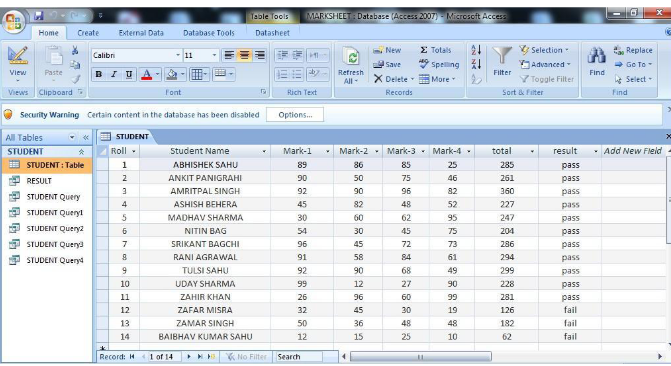 Table Tools MARKSHEET : Database (Access 2007) - Microsoft Access
Home Create External Data Database Tools Datasheet
View Paste Calibri 11 Refresh All New Save Delete Totals Spelling More Filter Selection Advanced Toggle Filter Find Replace Go To Select
B I U A
Views Clipboard Font Rich Text Records Sort & Filter Find
Security Warning Certain content in the database has been disabled Options...
All Tables
STUDENT
STUDENT : Table
RESULT
STUDENT Query
STUDENT Query1
STUDENT Query2
STUDENT Query3
STUDENT Query4
STUDENT
Roll Student Name Mark-1 Mark-2 Mark-3 Mark-4 total result Add New Field
1 ABHISHEK SAHU 89 86 85 25 285 pass
2 ANKIT PANIGRAHI 90 50 75 46 261 pass
3 AMRITPAL SINGH 92 90 96 82 360 pass
4 ASHISH BEHERA 45 82 48 52 227 pass
5 MADHAV SHARMA 30 60 62 95 247 pass
6 NITIN BAG 54 30 45 75 204 pass
7 SRIKANT BAGCHI 96 45 72 73 286 pass
8 RANI AGRAWAL 91 58 84 61 294 pass
9 TULSI SAHU 92 90 68 49 299 pass
10 UDAY SHARMA 99 12 27 90 228 pass
11 ZAHIR KHAN 26 96 60 99 281 pass
12 ZAFAR MISRA 32 45 30 19 126 fail
13 ZAMAR SINGH 50 36 48 48 182 fail
14 BAIBHAV KUMAR SAHU 12 15 25 10 62 fail
Record: 1 of 14 No Filter Search